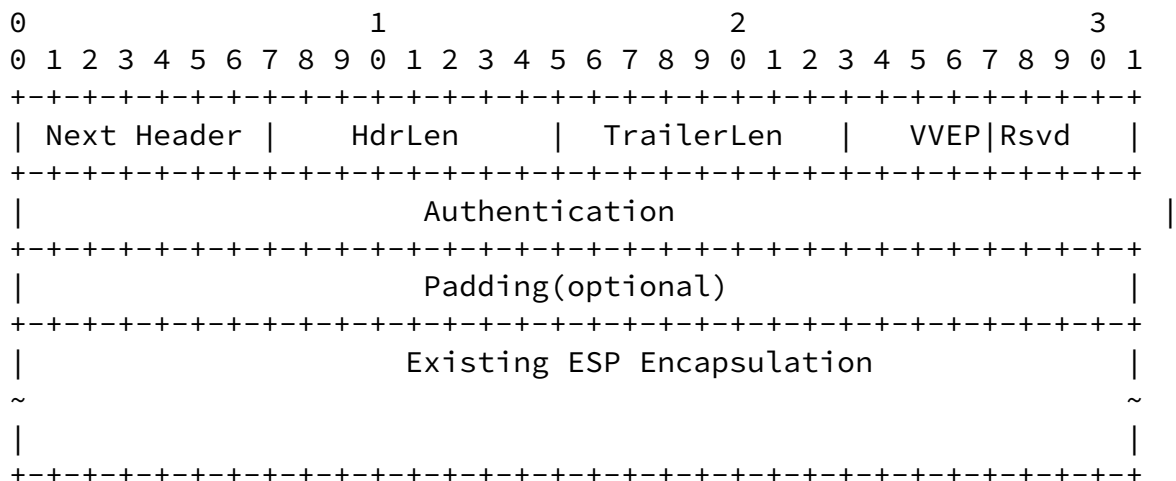 0                   1                   2                   3
0 1 2 3 4 5 6 7 8 9 0 1 2 3 4 5 6 7 8 9 0 1 2 3 4 5 6 7 8 9 0 1
+-+-+-+-+-+-+-+-+-+-+-+-+-+-+-+-+-+-+-+-+-+-+-+-+-+-+-+-+-+-+-+
| Next Header |    HdrLen     |  TrailerLen   |   VVEP|Rsvd   |
+-+-+-+-+-+-+-+-+-+-+-+-+-+-+-+-+-+-+-+-+-+-+-+-+-+-+-+-+-+-+-+
|                      Authentication                           |
+-+-+-+-+-+-+-+-+-+-+-+-+-+-+-+-+-+-+-+-+-+-+-+-+-+-+-+-+-+-+-+
|                      Padding(optional)                      |
+-+-+-+-+-+-+-+-+-+-+-+-+-+-+-+-+-+-+-+-+-+-+-+-+-+-+-+-+-+-+-+
|                     Existing ESP Encapsulation              |
~                                                             ~
|                                                             |
+-+-+-+-+-+-+-+-+-+-+-+-+-+-+-+-+-+-+-+-+-+-+-+-+-+-+-+-+-+-+-+